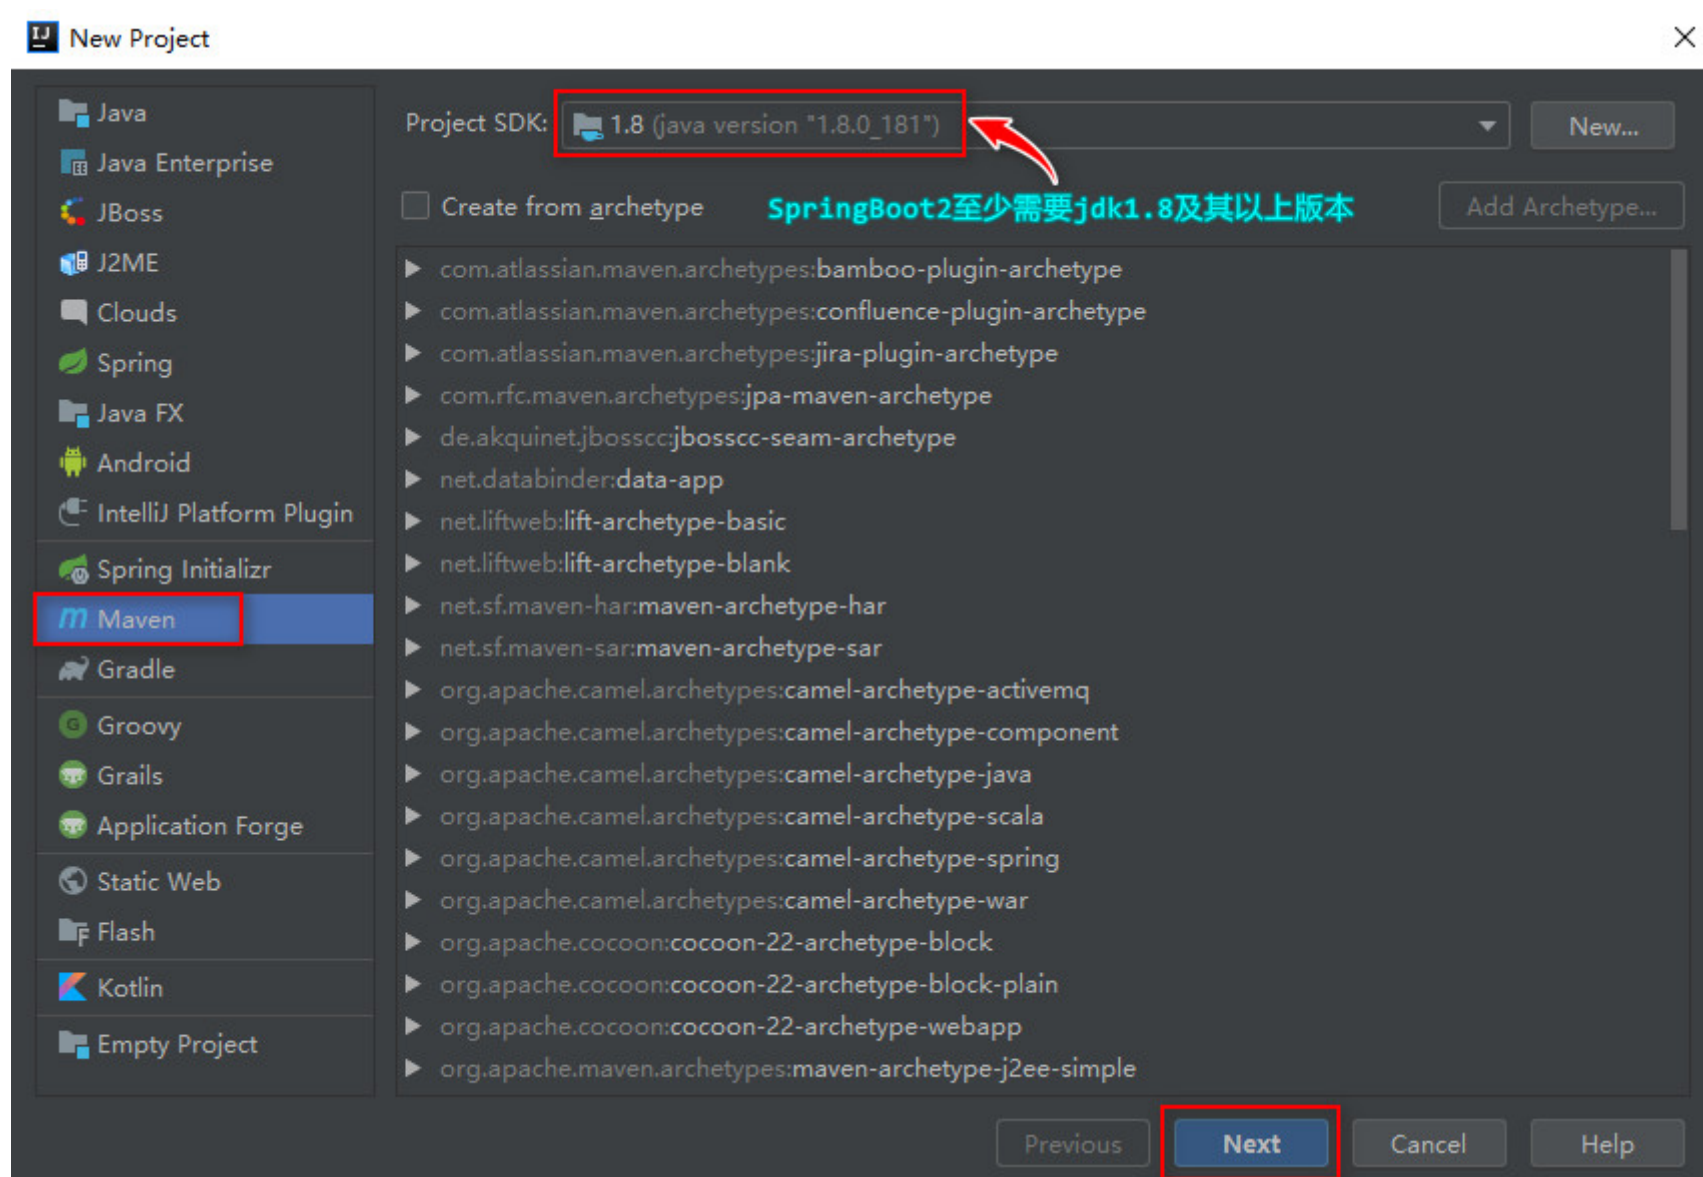 New Project
Java
Java Enterprise
JBoss
J2ME
Clouds
Spring
Java FX
Android
IntelliJ Platform Plugin
Spring Initializr
Maven
Gradle
Groovy
Grails
Application Forge
Static Web
Flash
Kotlin
Empty Project
Project SDK: 1.8 (java version "1.8.0_181") New...
Create from archetype SpringBoot2至少需要jdk1.8及其以上版本 Add Archetype...
com.atlassian.maven.archetypes:bamboo-plugin-archetype
com.atlassian.maven.archetypes:confluence-plugin-archetype
com.atlassian.maven.archetypes:jira-plugin-archetype
com.rfc.maven.archetypes:jpa-maven-archetype
de.akquinet.jbosscc:jbosscc-seam-archetype
net.databinder:data-app
net.liftweb:lift-archetype-basic
net.liftweb:lift-archetype-blank
net.sf.maven-har:maven-archetype-har
net.sf.maven-sar:maven-archetype-sar
org.apache.camel.archetypes:camel-archetype-activemq
org.apache.camel.archetypes:camel-archetype-component
org.apache.camel.archetypes:camel-archetype-java
org.apache.camel.archetypes:camel-archetype-scala
org.apache.camel.archetypes:camel-archetype-spring
org.apache.camel.archetypes:camel-archetype-war
org.apache.cocoon:cocoon-22-archetype-block
org.apache.cocoon:cocoon-22-archetype-block-plain
org.apache.cocoon:cocoon-22-archetype-webapp
org.apache.maven.archetypes:maven-archetype-j2ee-simple
Previous Next Cancel Help